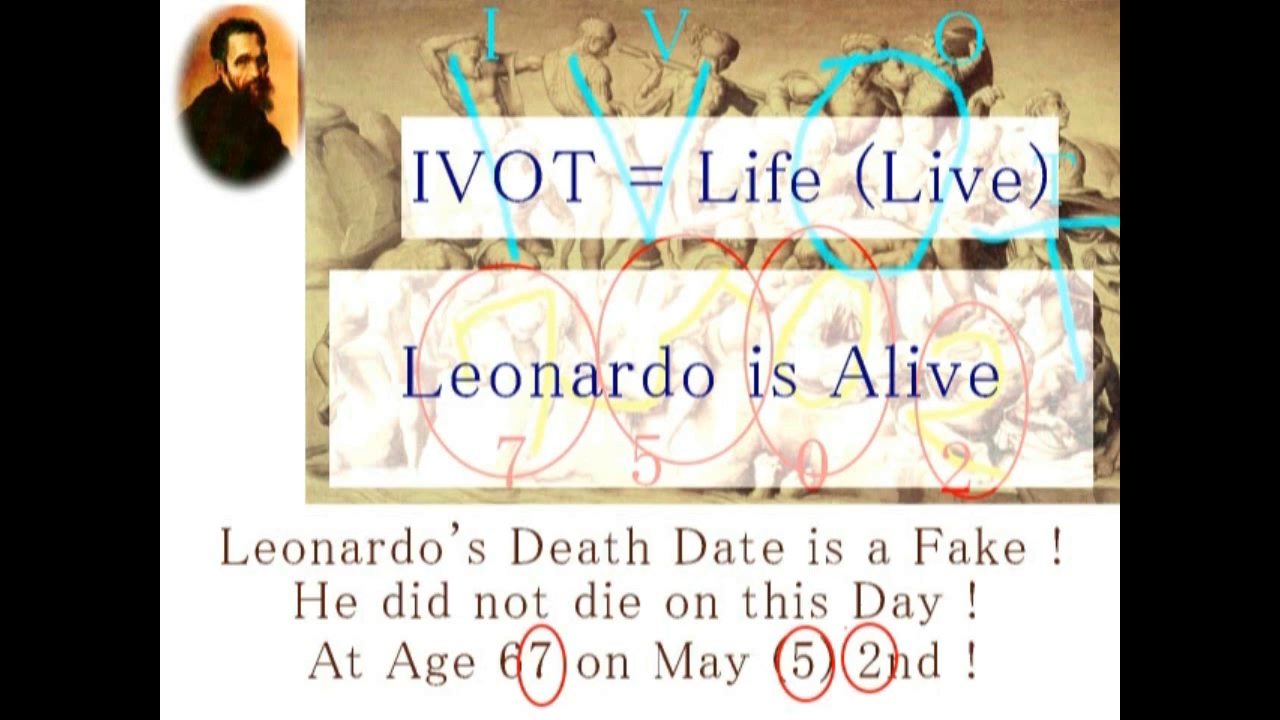 I V O
T
IVOT = Life (Live)
Leonardo is Alive
7 5 0 2
Leonardo's Death Date is a Fake !
He did not die on this Day !
At Age 67 on May (5) 2nd !